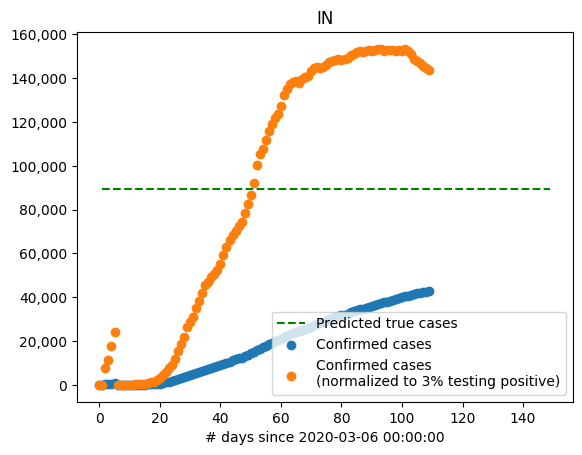 IN
160,000
140,000
120,000
100,000
80,000
60,000
40,000
20,000
0
Predicted true cases
Confirmed cases
Confirmed cases
(normalized to 3% testing positive)
0 20 40 60 80 100 120 140
# days since 2020-03-06 00:00:00